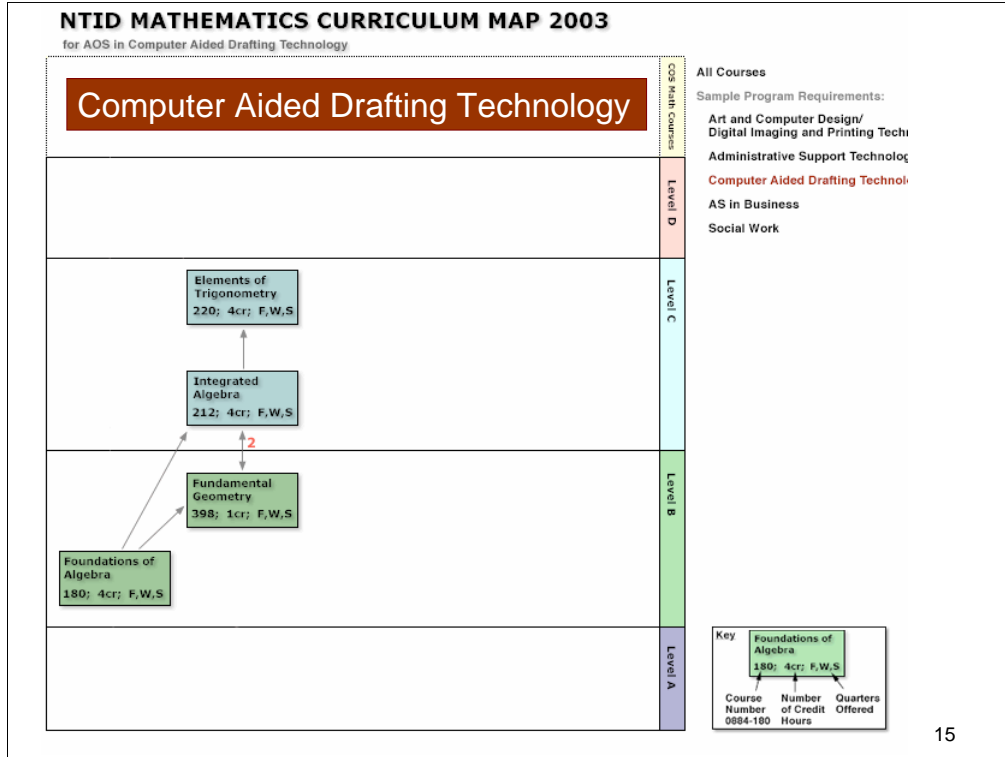 NTID MATHEMATICS CURRICULUM MAP 2003
for AOS in Computer Aided Drafting Technology
Computer Aided Drafting Technology
COS Math Courses
All Courses
Sample Program Requirements:
Art and Computer Design/
Digital Imaging and Printing Techn
Administrative Support Technolog
Computer Aided Drafting Technolo
AS in Business
Social Work
Level D
Elements of
Trigonometry
220; 4cr; F,W,S
Level C
Integrated
Algebra
212; 4cr; F,W,S
2
Fundamental
Geometry
398; 1cr; F,W,S
Level B
Foundations of
Algebra
180; 4cr; F,W,S
Level A
Key
Foundations of
Algebra
180; 4cr; F,W,S
Course
Number
0884-180
Number
of Credit
Hours
Quarters
Offered
15